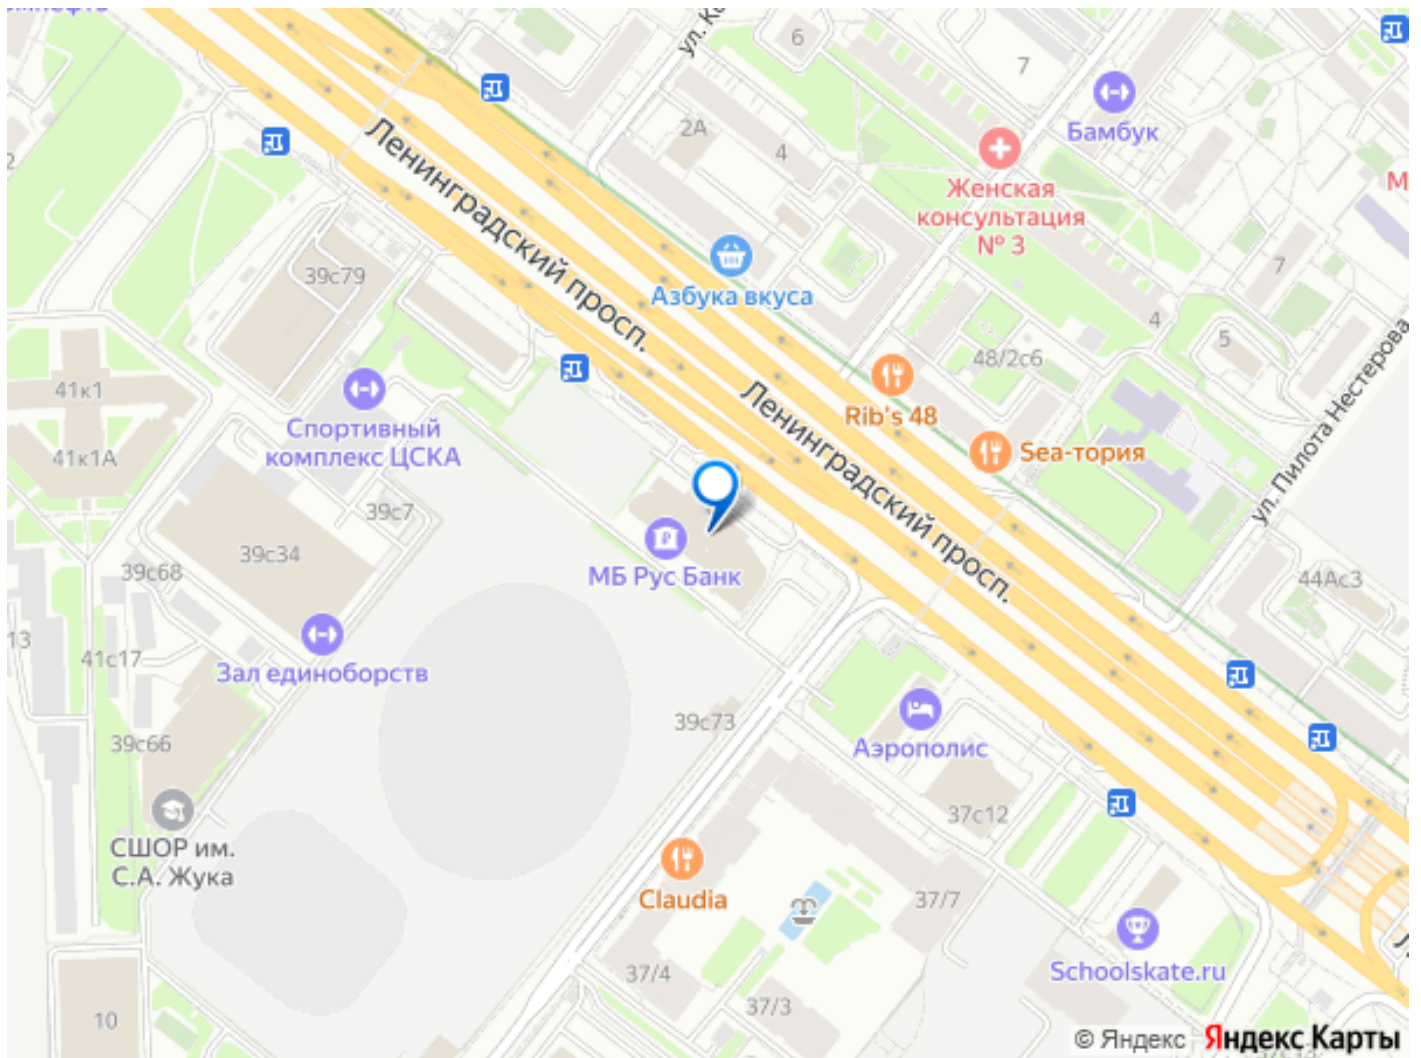 ул. Ка
6
7
Бамбук
2А
4
Женская
консультация
№ 3
М
Ленинградский просп.
39с79
Азбука вкуса
7
4
5
48/2с6
ул. Пилота Нестерова
41к1
Спортивный
комплекс ЦСКА
41к1А
Rib's 48
Sea-тория
Ленинградский просп.
39с7
39с34
39с68
МБ Рус Банк
44Ас3
13
41с17
Зал единоборств
39с73
39с66
Аэрополис
37с12
СШОР им.
С.А. Жука
Claudia
37/7
Schoolskate.ru
37/4
37/3
10
© Яндекс Яндекс Карты